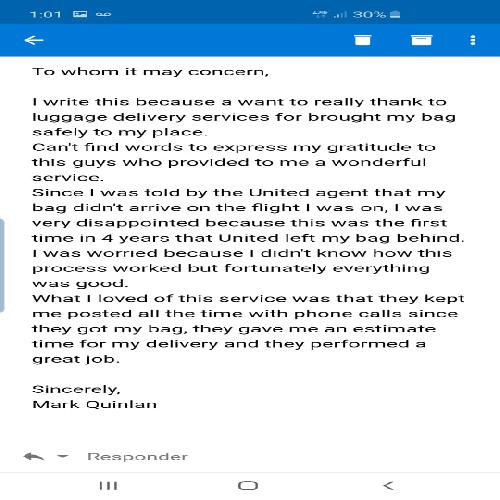 1:01 30%
To whom it may concern,
I write this because a want to really thank to
luggage delivery services for brought my bag
safely to my place.
Can't find words to express my gratitude to
this guys who provided to me a wonderful
service.
Since I was told by the United agent that my
bag didn't arrive on the flight I was on, I was
very disappointed because this was the first
time in 4 years that United left my bag behind.
I was worried because I didn't know how this
process worked but fortunately everything
was good.
What I loved of this service was that they kept
me posted all the time with phone calls since
they got my bag, they gave me an estimate
time for my delivery and they performed a
great job.
Sincerely,
Mark Quinlan
Responder